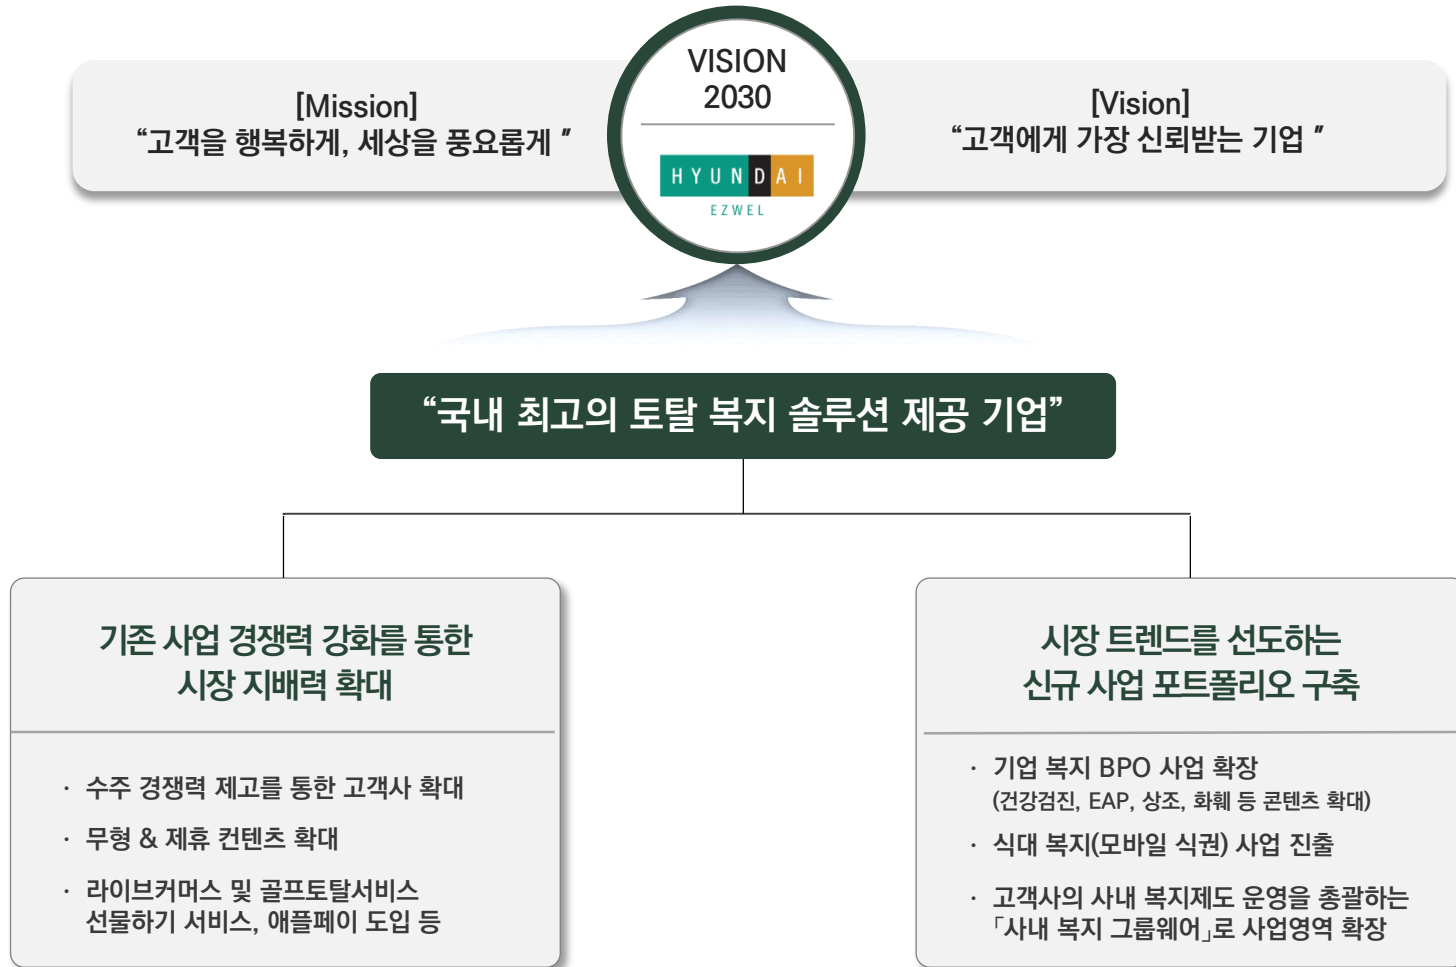 VISION
2030
HYUNDAI
EZWEL
[Mission]
“고객을 행복하게, 세상을 풍요롭게 ”
[Vision]
“고객에게 가장 신뢰받는 기업 ”
“국내 최고의 토탈 복지 솔루션 제공 기업”
기존 사업 경쟁력 강화를 통한
시장 지배력 확대
· 수주 경쟁력 제고를 통한 고객사 확대
· 무형 & 제휴 컨텐츠 확대
· 라이브커머스 및 골프토탈서비스
선물하기 서비스, 애플페이 도입 등
시장 트렌드를 선도하는
신규 사업 포트폴리오 구축
· 기업 복지 BPO 사업 확장
(건강검진, EAP, 상조, 화훼 등 콘텐츠 확대)
· 식대 복지(모바일 식권) 사업 진출
· 고객사의 사내 복지제도 운영을 총괄하는
「사내 복지 그룹웨어」로 사업영역 확장